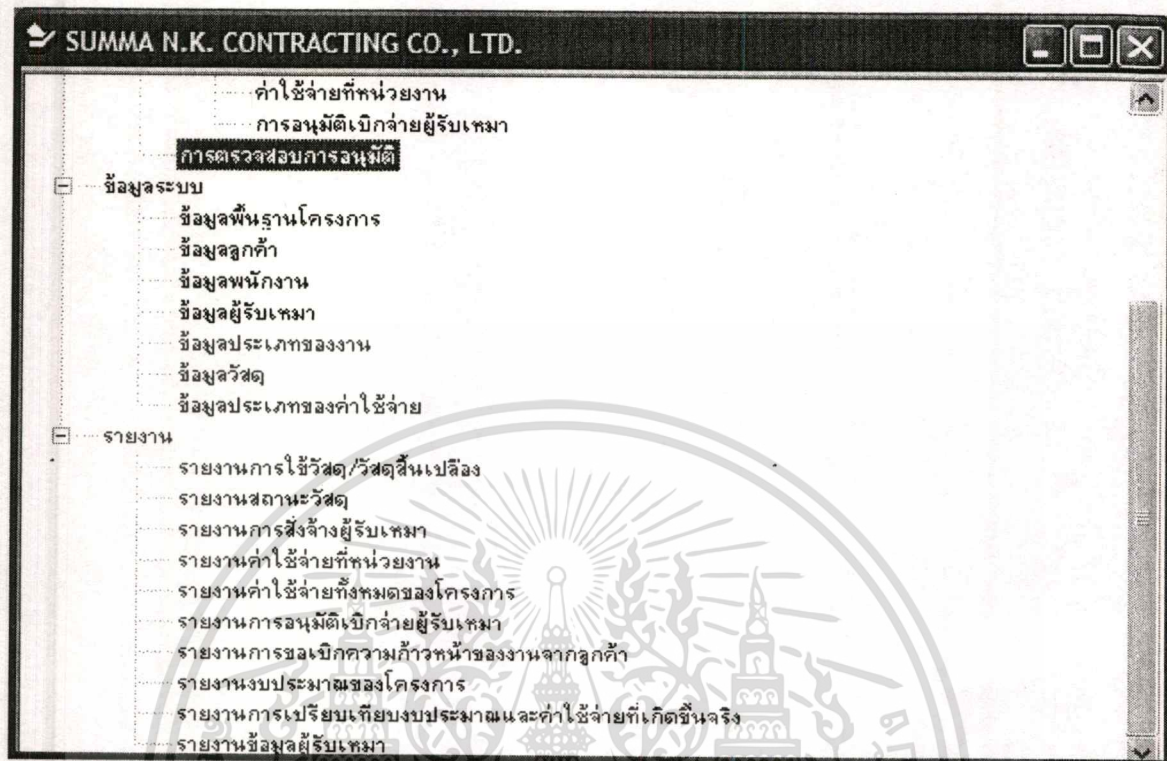 SUMMA N.K. CONTRACTING CO., LTD.
ค่าใช้จ่ายที่หน่วยงาน
การอนุมัติเบิกจ่ายผู้รับเหมา
การตรวจสอบการอนุมัติ
ข้อมูลระบบ
ข้อมูลพื้นฐานโครงการ
ข้อมูลลูกค้า
ข้อมูลพนักงาน
ข้อมูลผู้รับเหมา
ข้อมูลประเภทของงาน
ข้อมูลวัสดุ
ข้อมูลประเภทของค่าใช้จ่าย
รายงาน
รายงานการใช้วัสดุ/วัสดุสิ้นเปลือง
รายงานสถานะวัสดุ
รายงานการสั่งจ้างผู้รับเหมา
รายงานค่าใช้จ่ายที่หน่วยงาน
รายงานค่าใช้จ่ายทั้งหมดของโครงการ
รายงานการอนุมัติเบิกจ่ายผู้รับเหมา
รายงานการขอเบิกความก้าวหน้าของงานจากลูกค้า
รายงานงบประมาณของโครงการ
รายงานการเปรียบเทียบงบประมาณและค่าใช้จ่ายที่เกิดขึ้นจริง
รายงานข้อมูลผู้รับเหมา